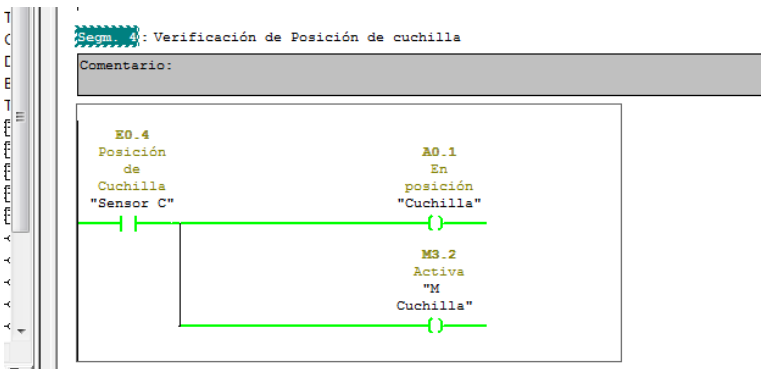 Segm. 4: Verificación de Posición de cuchilla
Comentario:
E0.4
Posición
de
Cuchilla
"Sensor C"
A0.1
En
posición
"Cuchilla"
M3.2
Activa
"M
Cuchilla"